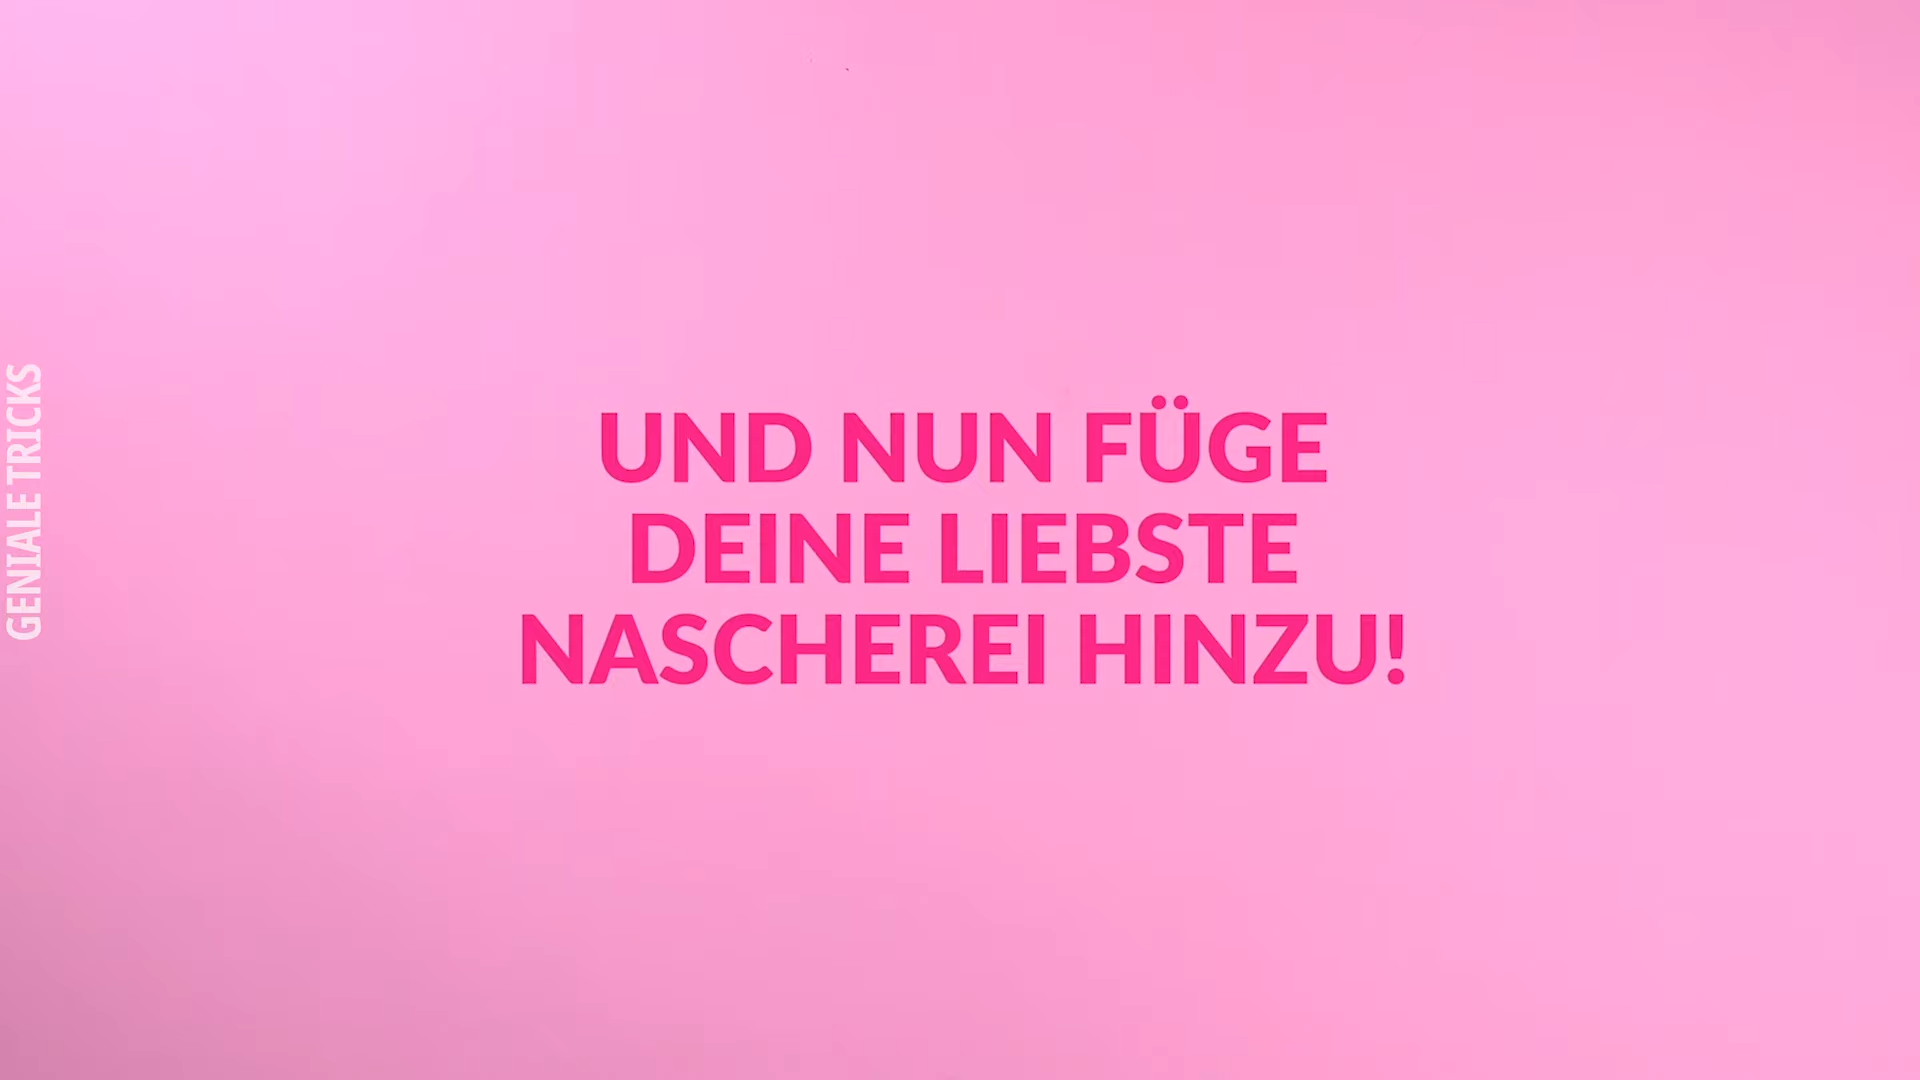 GENIALE TRICKS
UND NUN FÜGE
DEINE LIEBSTE
NASCHEREI HINZU!